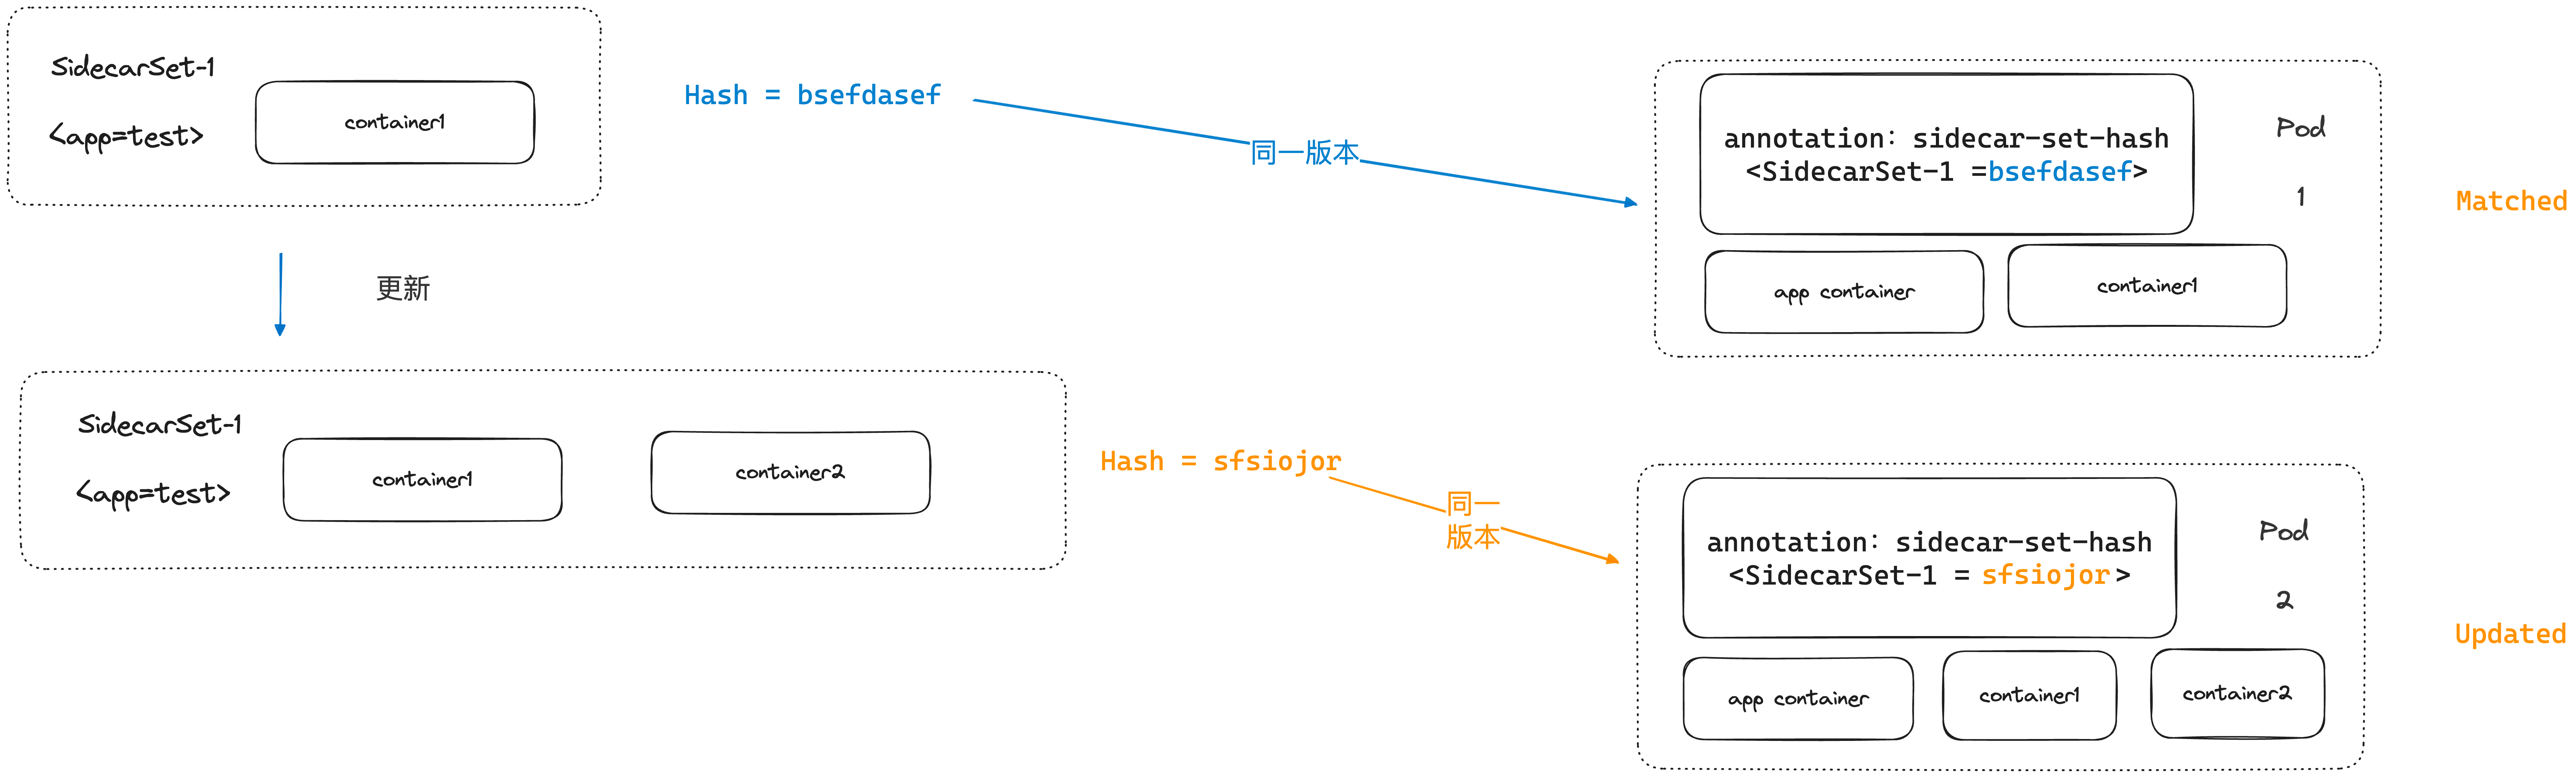 SidecarSet-1
<app=test>
container1
Hash = bsefdasef
同一版本
annotation: sidecar-set-hash
<SidecarSet-1 =bsefdasef>
Pod
1
app container
container1
Matched
更新
SidecarSet-1
<app=test>
container1
container2
Hash = sfsiojor
同一
版本
annotation: sidecar-set-hash
<SidecarSet-1 = sfsiojor >
Pod
2
app container
container1
container2
Updated